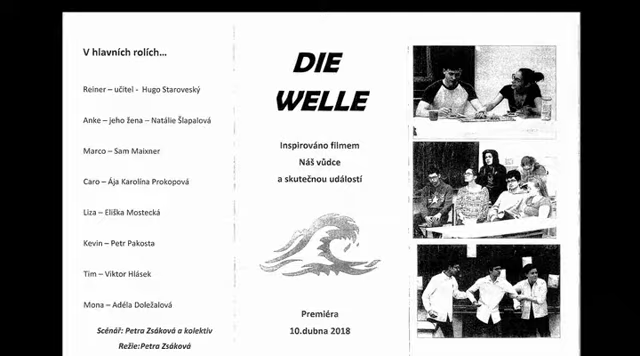 V hlavních rolích…
Reiner – učitel - Hugo Staroveský
Anke – jeho žena – Natálie Šlapalová
Marco – Sam Maixner
Caro – Ája Karolína Prokopová
Liza – Eliška Mostecká
Kevin – Petr Pakosta
Tim – Viktor Hlásek
Mona – Adéla Doležalová
Scénář: Petra Zsáková a kolektiv
Režie:Petra Zsáková
DIE
WELLE
Inspirováno filmem
Náš vůdce
a skutečnou událostí
Premiéra
10.dubna 2018